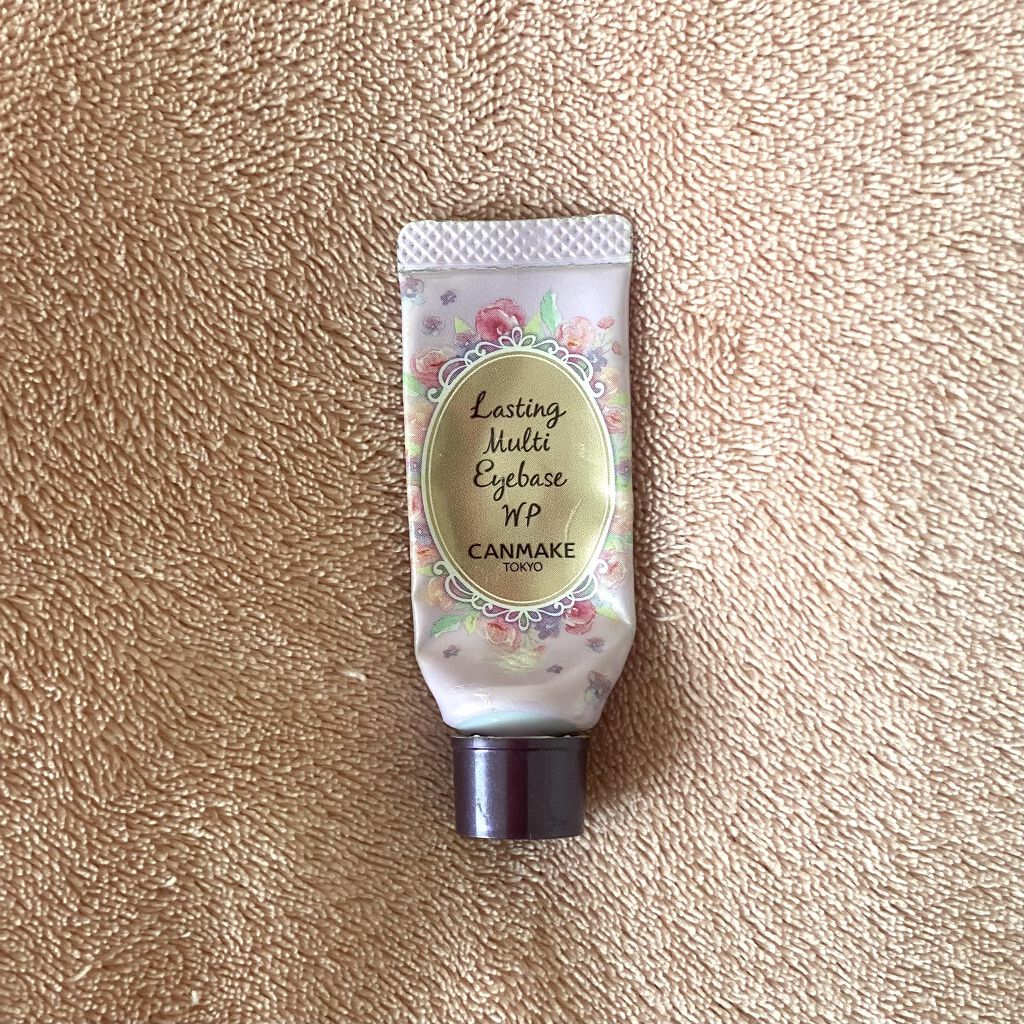 Lasting
Multi
Eyebase
WP
CANMAKE
TOKYO